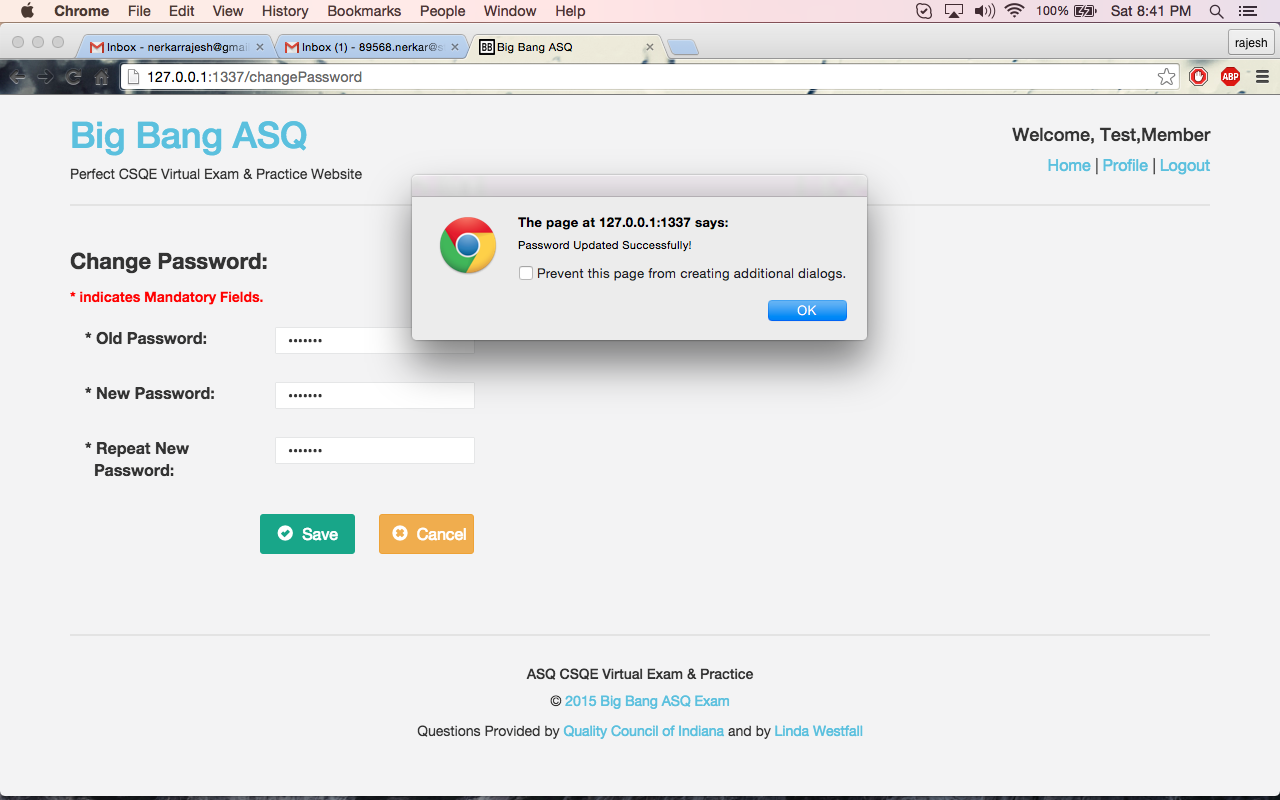 Chrome File Edit View History Bookmarks People Window Help 100% Sat 8:41 PM
Inbox - nerkarrajesh@gmai Inbox (1) - 89568.nerkar@s BB Big Bang ASQ rajesh
127.0.0.1:1337/changePassword ABP
Big Bang ASQ
Welcome, Test,Member
Perfect CSQE Virtual Exam & Practice Website
Home | Profile | Logout
The page at 127.0.0.1:1337 says:
Password Updated Successfully!
Prevent this page from creating additional dialogs.
OK
Change Password:
* indicates Mandatory Fields.
* Old Password: •••••••
* New Password: •••••••
* Repeat New •••••••
Password:
Save Cancel
ASQ CSQE Virtual Exam & Practice
© 2015 Big Bang ASQ Exam
Questions Provided by Quality Council of Indiana and by Linda Westfall